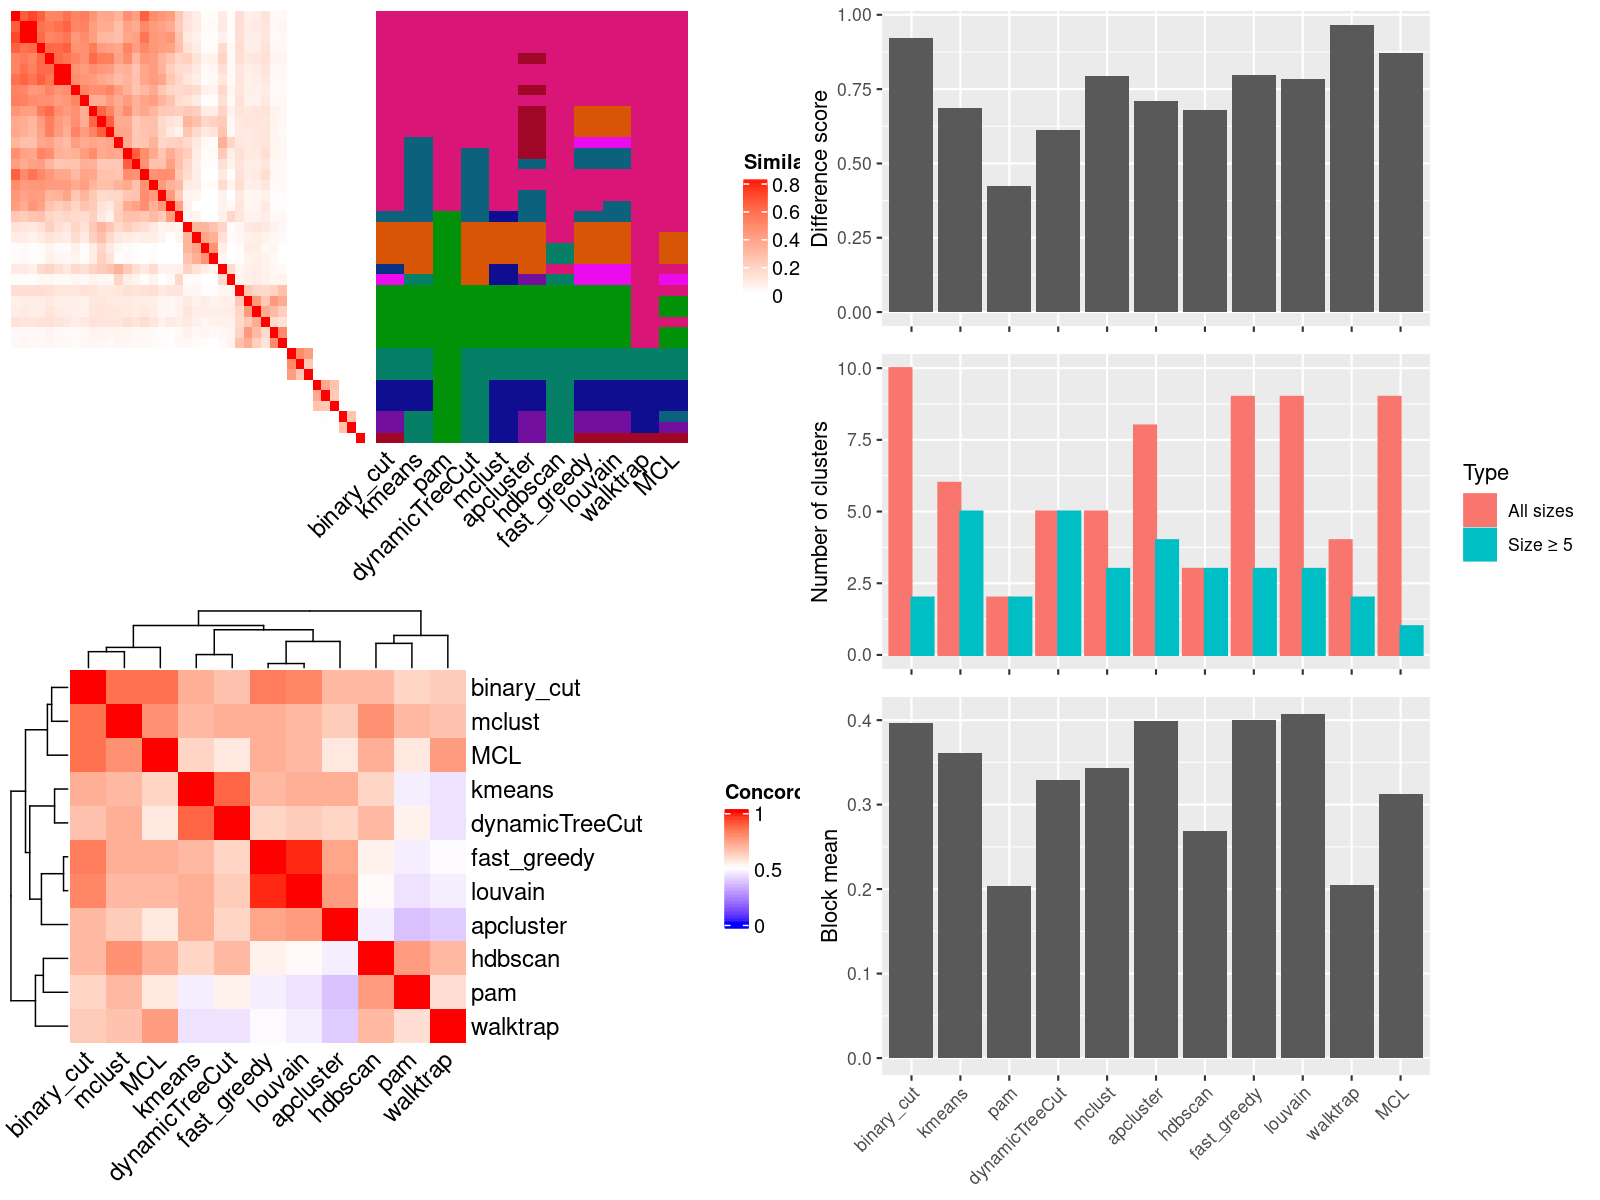 Simila
0.8
0.6
0.4
0.2
0
binary_cut
kmeans
pam
dynamicTreeCut
mclust
apcluster
hdbscan
fast_greedy
louvain
walktrap
MCL
binary_cut
mclust
MCL
kmeans
dynamicTreeCut
fast_greedy
louvain
apcluster
hdbscan
pam
walktrap
Concord
1
0.5
0
binary_cut
mclust
MCL
kmeans
dynamicTreeCut
fast_greedy
louvain
apcluster
hdbscan
pam
walktrap
Difference score
1.00
0.75
0.50
0.25
0.00
Number of clusters
10.0
7.5
5.0
2.5
0.0
Type
All sizes
Size ≥ 5
Block mean
0.4
0.3
0.2
0.1
0.0
binary_cut
kmeans
pam
dynamicTreeCut
mclust
apcluster
hdbscan
fast_greedy
louvain
walktrap
MCL